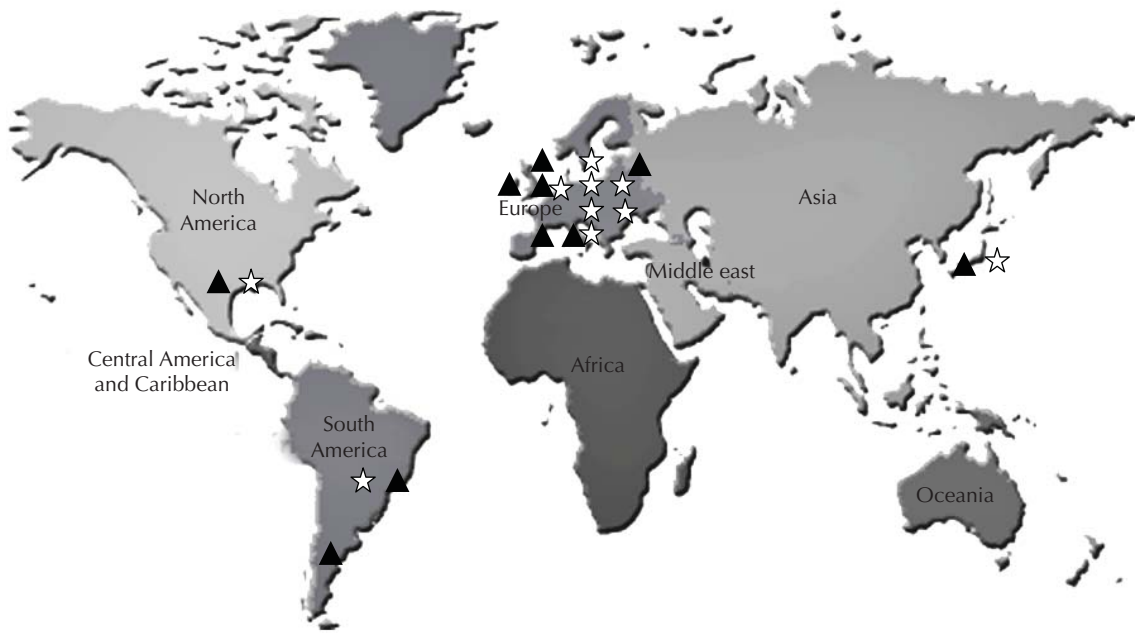 North
America
Europe
Asia
Middle east
Central America
and Caribbean
Africa
South
America
Oceania